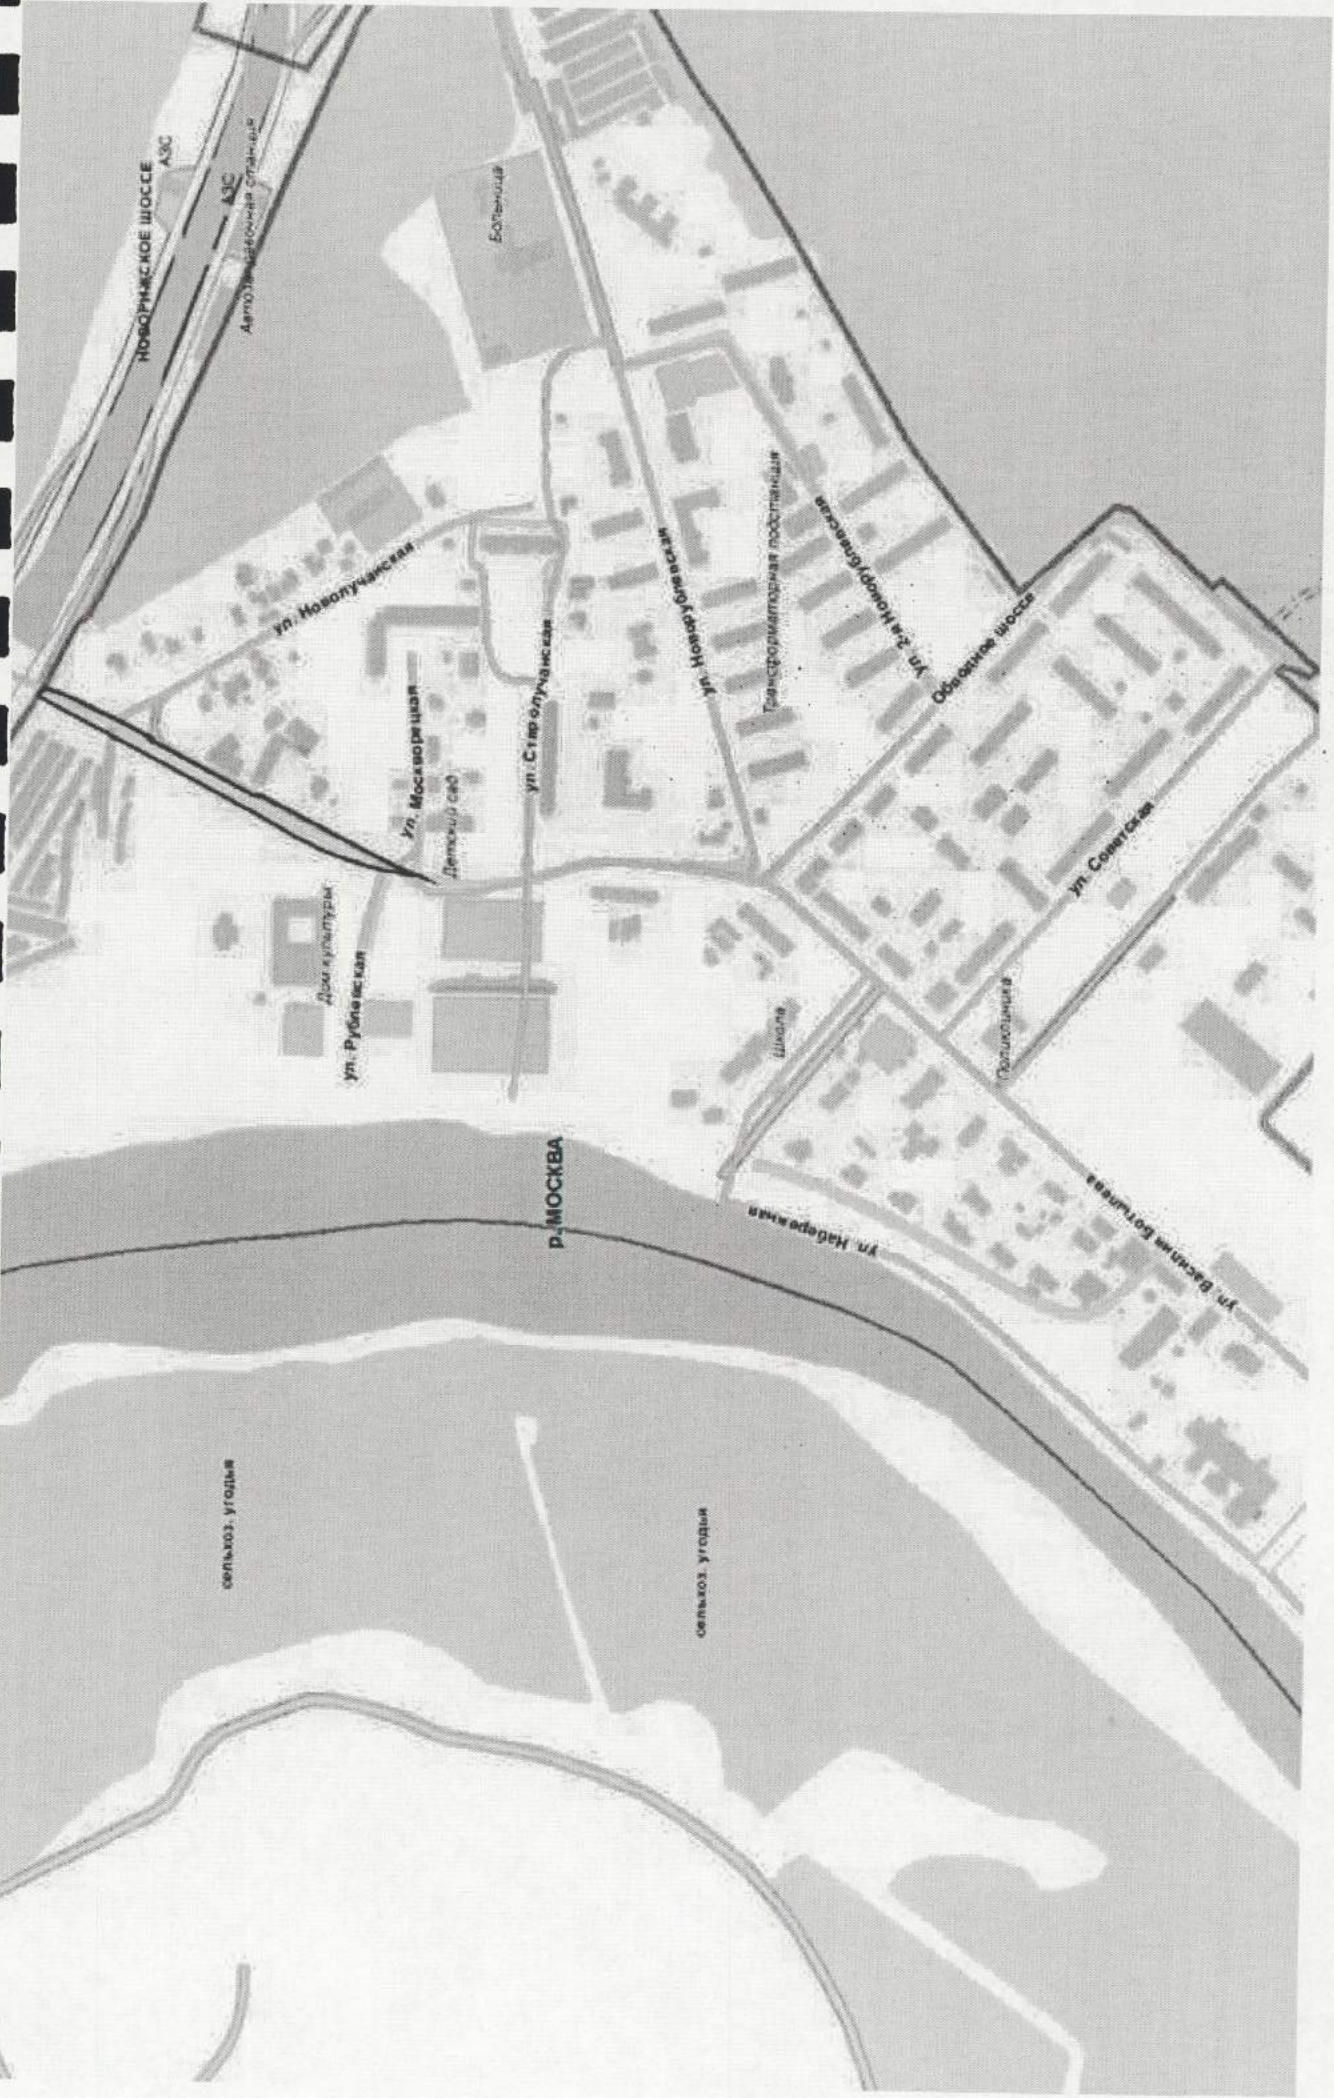 НОВОРИЖСКОЕ ШОССЕ
АЗС
АЗС
Автозаправочная станция
Больница
ул. Новолучанская
ул. Москворецкая
Детский сад
ул. Старолучанская
ул. Новорублевская
Трансформаторная подстанция
ул. 2-я Новорублевская
Обводное шоссе
ул. Советская
Дом культуры
ул. Рублевская
Школа
Поликлиника
р. МОСКВА
ул. Набережная
ул. Василия Ботылева
сельхоз. угодья
сельхоз. угодья